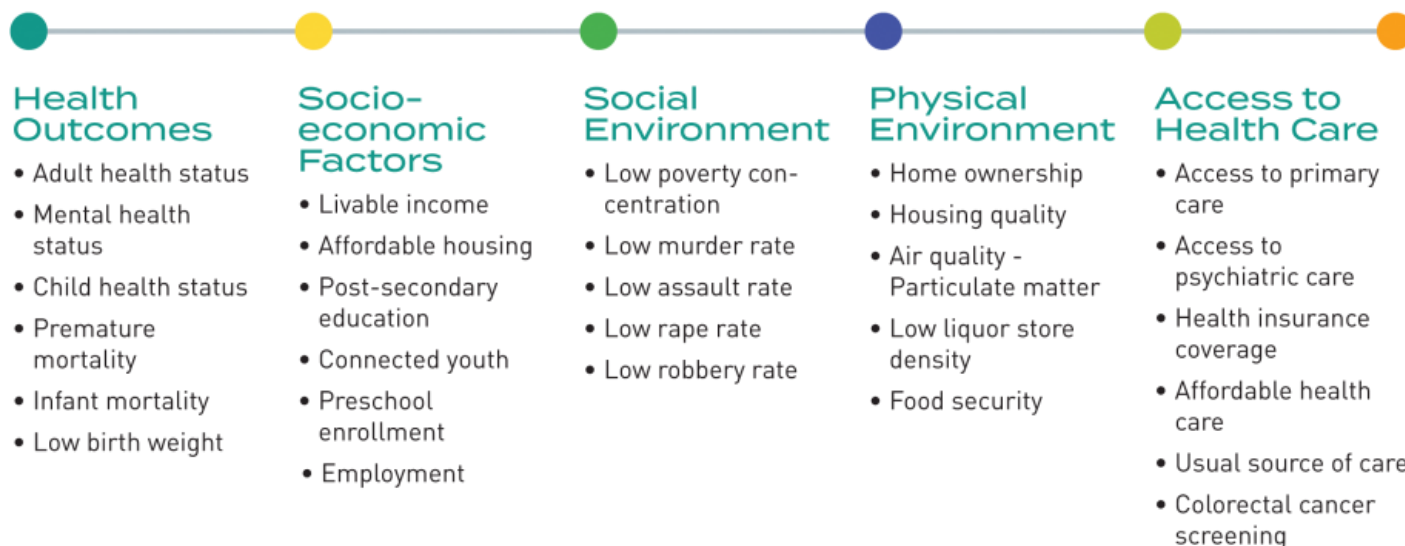 Health
Outcomes
• Adult health status
• Mental health
status
• Child health status
• Premature
mortality
• Infant mortality
• Low birth weight
Socio-
economic
Factors
• Livable income
• Affordable housing
• Post-secondary
education
• Connected youth
• Preschool
enrollment
• Employment
Social
Environment
• Low poverty con-
centration
• Low murder rate
• Low assault rate
• Low rape rate
• Low robbery rate
Physical
Environment
• Home ownership
• Housing quality
• Air quality -
Particulate matter
• Low liquor store
density
• Food security
Access to
Health Care
• Access to primary
care
• Access to
psychiatric care
• Health insurance
coverage
• Affordable health
care
• Usual source of care
• Colorectal cancer
screening